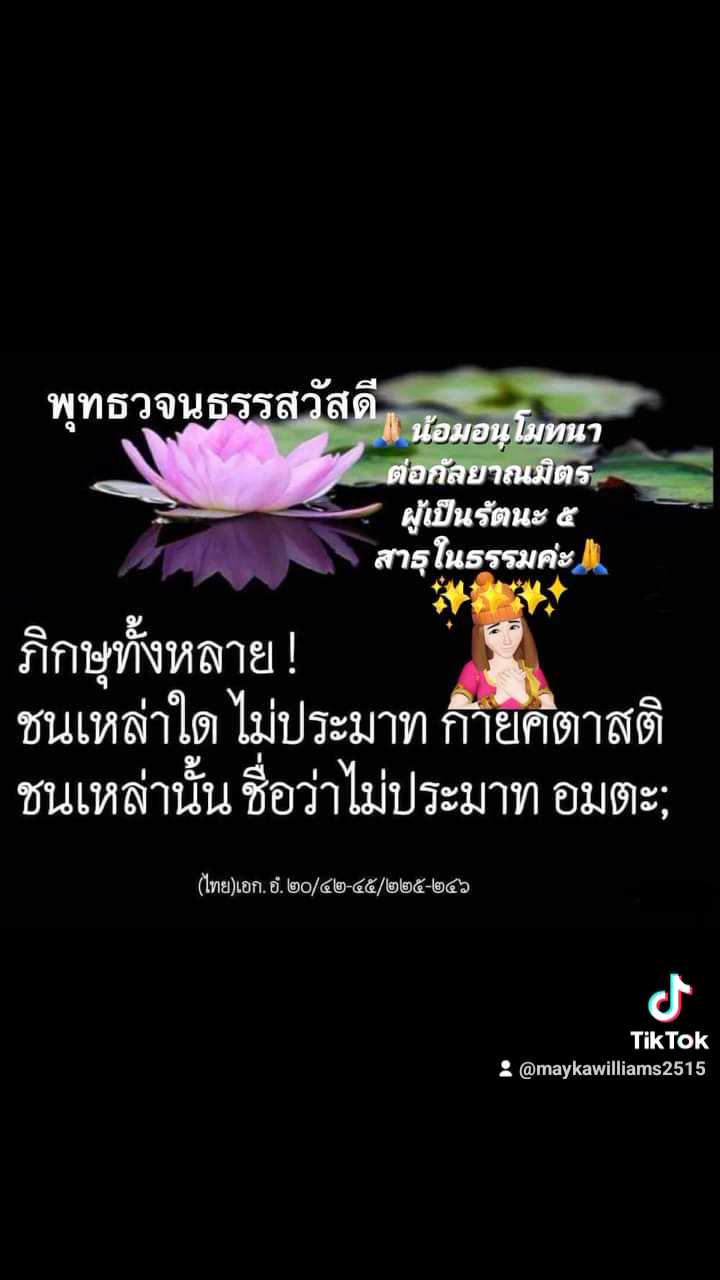 พุทธวจนธรรสวัสดี
🙏น้อมอนุโมทนา
ต่อกัลยาณมิตร
ผู้เป็นรัตนะ ๕
สาธุในธรรมค่ะ🙏
ภิกษุทั้งหลาย !
ชนเหล่าใด ไม่ประมาท กายคตาสติ
ชนเหล่านั้น ชื่อว่าไม่ประมาท อมตะ;
(ไทย)เอก. อํ. ๒๐/๔๒-๔๕/๒๒๕-๒๔๖
TikTok
@maykawilliams2515